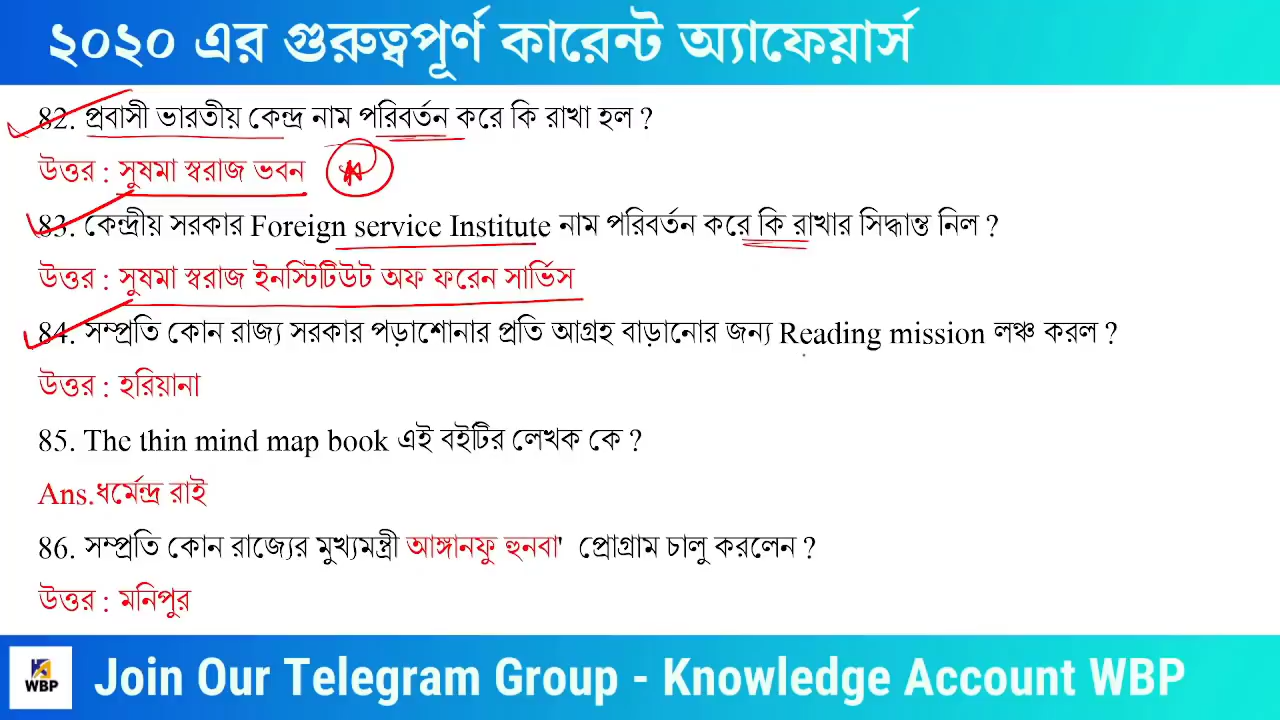 ২০২০ এর গুরুত্বপূর্ণ কারেন্ট অ্যাফেয়ার্স
82. প্রবাসী ভারতীয় কেন্দ্র নাম পরিবর্তন করে কি রাখা হল ?
উত্তর : সুষমা স্বরাজ ভবন
83. কেন্দ্রীয় সরকার Foreign service Institute নাম পরিবর্তন করে কি রাখার সিদ্ধান্ত নিল ?
উত্তর : সুষমা স্বরাজ ইনস্টিটিউট অফ ফরেন সার্ভিস
84. সম্প্রতি কোন রাজ্য সরকার পড়াশোনার প্রতি আগ্রহ বাড়ানোর জন্য Reading mission লঞ্চ করল ?
উত্তর : হরিয়ানা
85. The thin mind map book এই বইটির লেখক কে ?
Ans.ধর্মেন্দ্র রাই
86. সম্প্রতি কোন রাজ্যের মুখ্যমন্ত্রী আঙ্গানফু হুনবা' প্রোগ্রাম চালু করলেন ?
উত্তর : মনিপুর
WBP
Join Our Telegram Group - Knowledge Account WBP